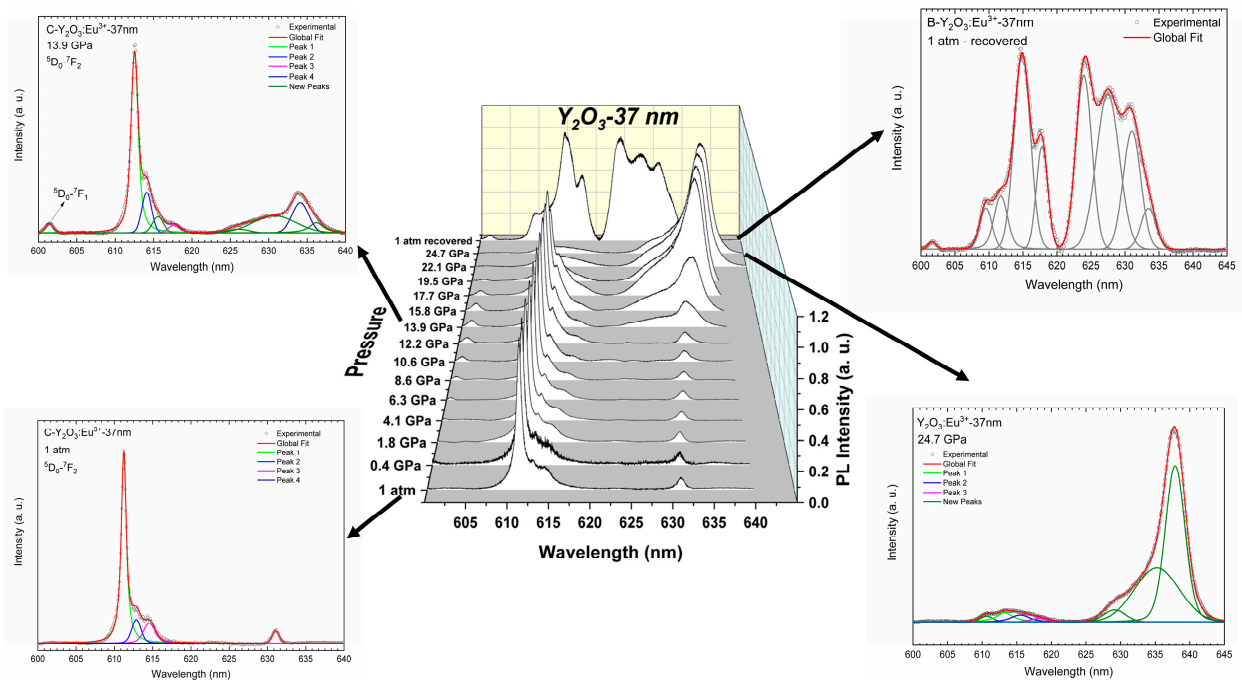 C-Y₂O₃:Eu³⁺-37nm
13.9 GPa
⁵D₀-⁷F₂
⁵D₀-⁷F₁
Experimental
Global Fit
Peak 1
Peak 2
Peak 3
Peak 4
New Peaks
Intensity (a. u.)
600 605 610 615 620 625 630 635 640
Wavelength (nm)
B-Y₂O₃:Eu³⁺-37nm
1 atm - recovered
Experimental
Global Fit
Intensity (a. u.)
600 605 610 615 620 625 630 635 640 645
Wavelength (nm)
Y₂O₃-37 nm
1 atm recovered
24.7 GPa
22.1 GPa
19.5 GPa
17.7 GPa
15.8 GPa
13.9 GPa
12.2 GPa
10.6 GPa
8.6 GPa
6.3 GPa
4.1 GPa
1.8 GPa
0.4 GPa
1 atm
Pressure
605 610 615 620 625 630 635 640
Wavelength (nm)
1.2
1.0
0.8
0.6
0.4
0.2
0.0
PL Intensity (a. u.)
C-Y₂O₃:Eu³⁺-37nm
1 atm
⁵D₀-⁷F₂
Experimental
Global Fit
Peak 1
Peak 2
Peak 3
Peak 4
Intensity (a. u.)
600 605 610 615 620 625 630 635 640
Wavelength (nm)
Y₂O₃:Eu³⁺-37nm
24.7 GPa
Experimental
Global Fit
Peak 1
Peak 2
Peak 3
New Peaks
Intensity (a. u.)
600 605 610 615 620 625 630 635 640 645
Wavelength (nm)